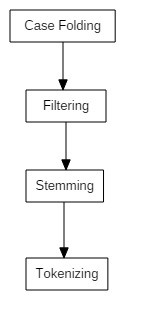 Case Folding
Filtering
Stemming
Tokenizing